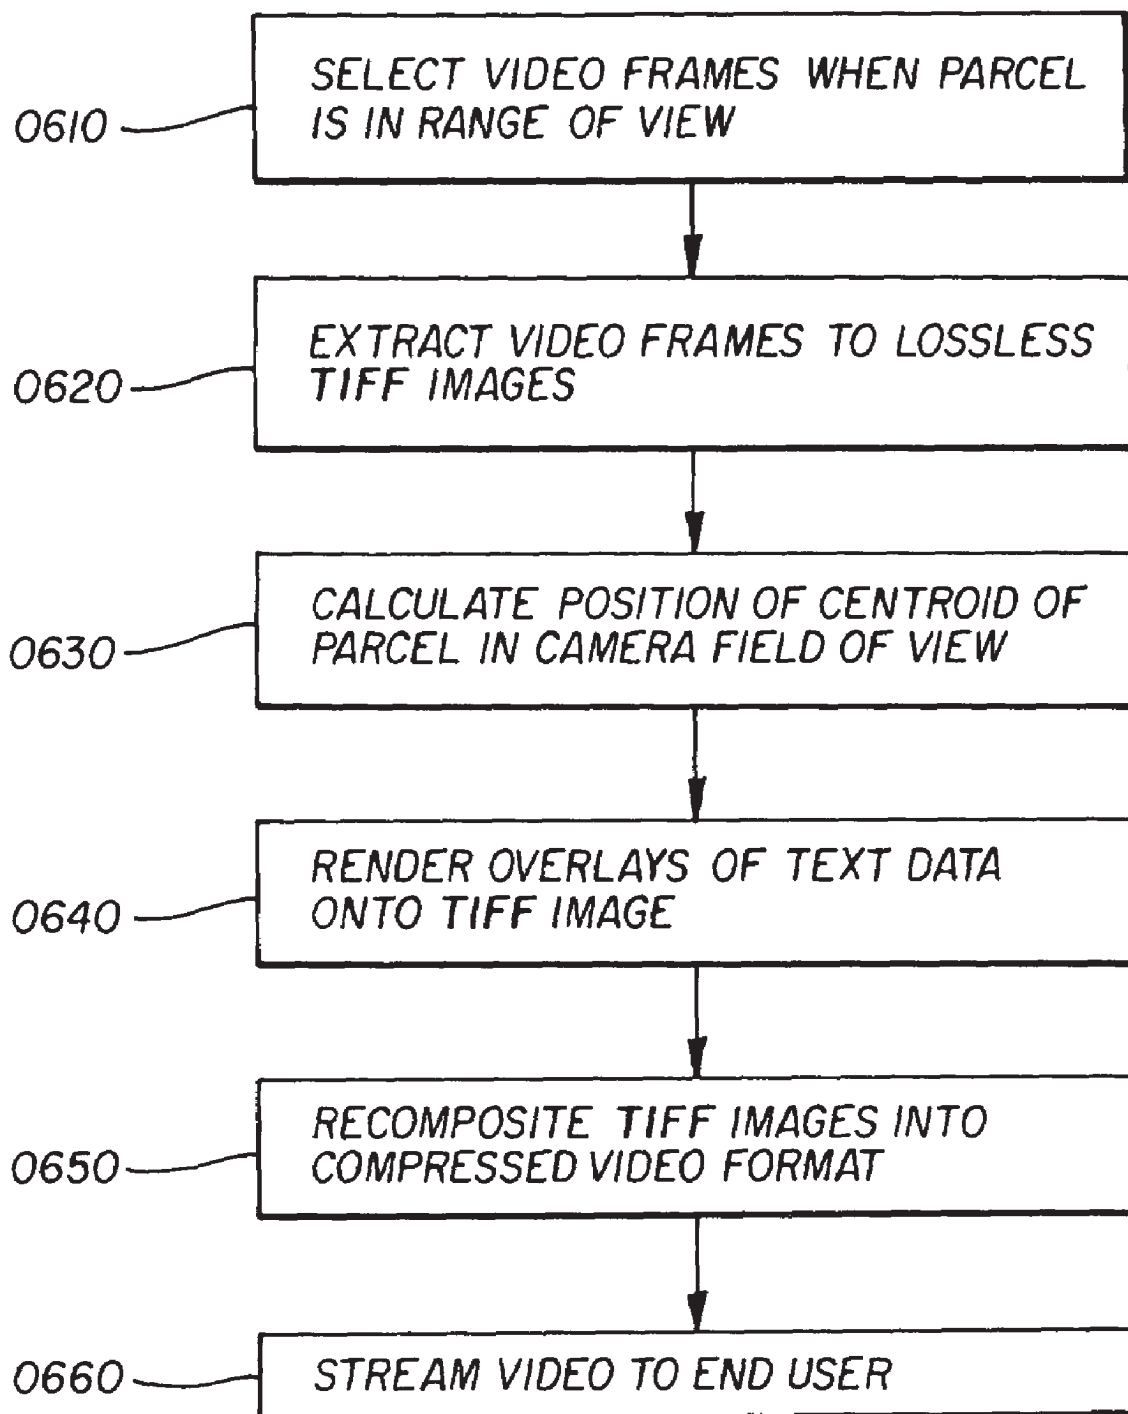 SELECT VIDEO FRAMES WHEN PARCEL
IS IN RANGE OF VIEW
0610
EXTRACT VIDEO FRAMES TO LOSSLESS
TIFF IMAGES
0620
CALCULATE POSITION OF CENTROID OF
PARCEL IN CAMERA FIELD OF VIEW
0630
RENDER OVERLAYS OF TEXT DATA
ONTO TIFF IMAGE
0640
RECOMPOSITE TIFF IMAGES INTO
COMPRESSED VIDEO FORMAT
0650
STREAM VIDEO TO END USER
0660